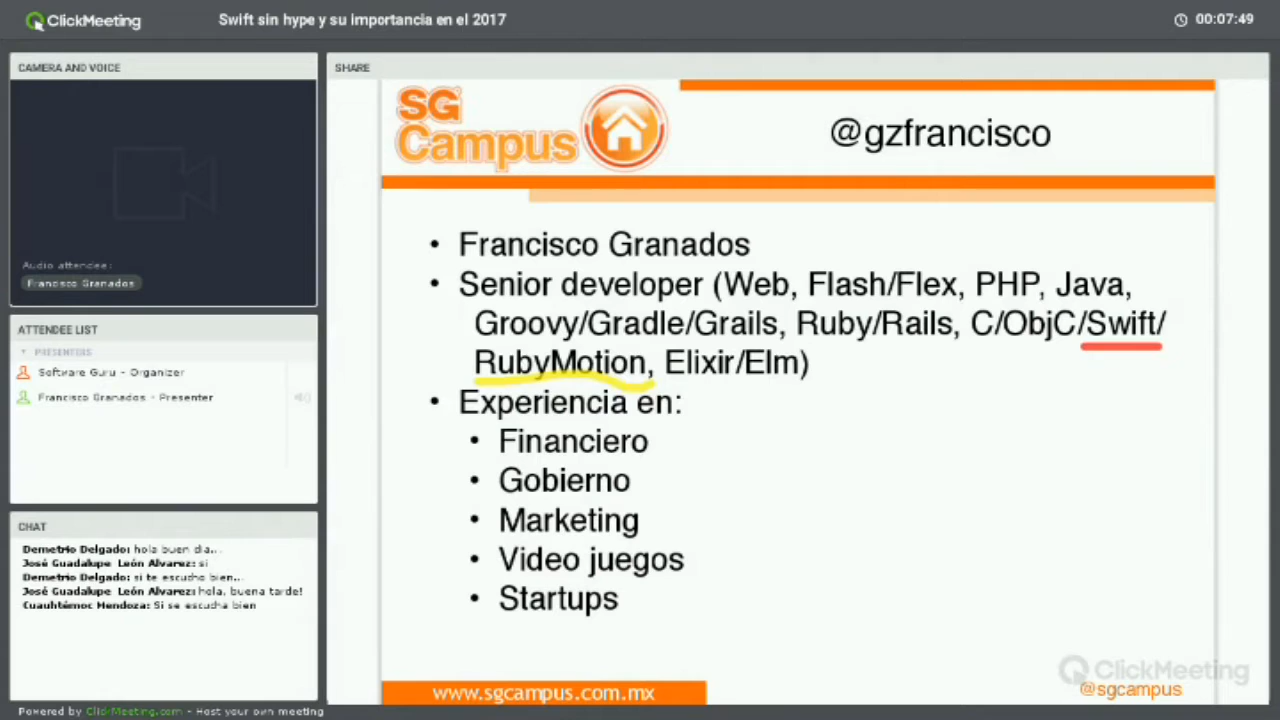 ClickMeeting
Swift sin hype y su importancia en el 2017
00:07:49
CAMERA AND VOICE
Audio attendee:
Francisco Granados
ATTENDEE LIST
PRESENTERS
Software Guru - Organizer
Francisco Granados - Presenter
CHAT
Demetrio Delgado: hola buen dia...
José Guadalupe León Alvarez: si
Demetrio Delgado: si te escucho bien...
José Guadalupe León Alvarez: hola, buena tarde!
Cuauhtémoc Mendoza: Si se escucha bien
SHARE
SG
Campus
@gzfrancisco
• Francisco Granados
• Senior developer (Web, Flash/Flex, PHP, Java,
Groovy/Gradle/Grails, Ruby/Rails, C/ObjC/Swift/
RubyMotion, Elixir/Elm)
• Experiencia en:
• Financiero
• Gobierno
• Marketing
• Video juegos
• Startups
ClickMeeting
www.sgcampus.com.mx
@sgcampus
Powered by ClickMeeting.com - Host your own meeting